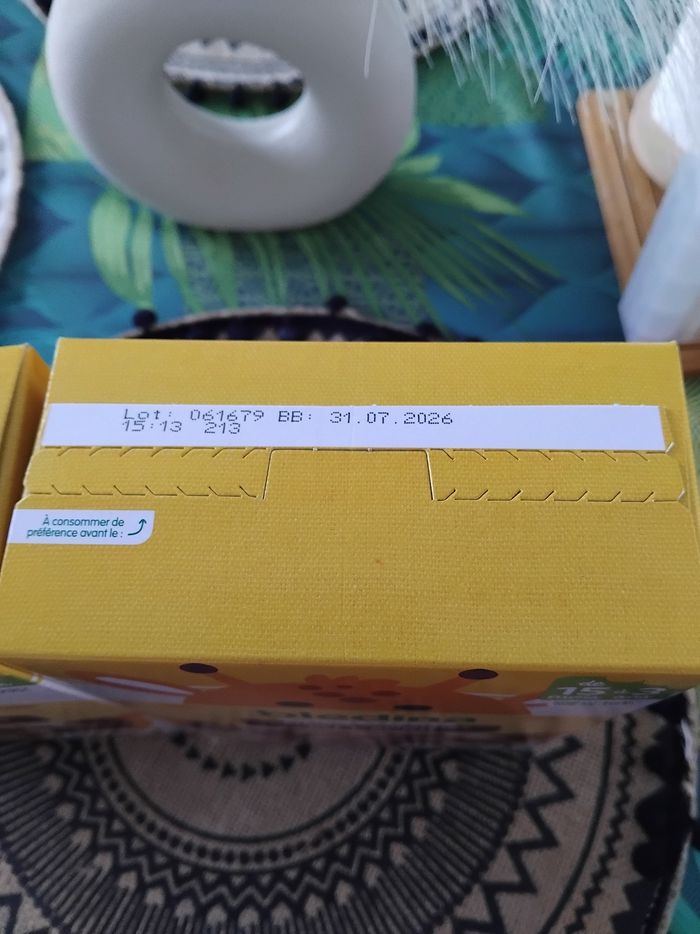 Lot: 061679 BB: 31.07.2026
15:13 213
À consommer de
préférence avant le :